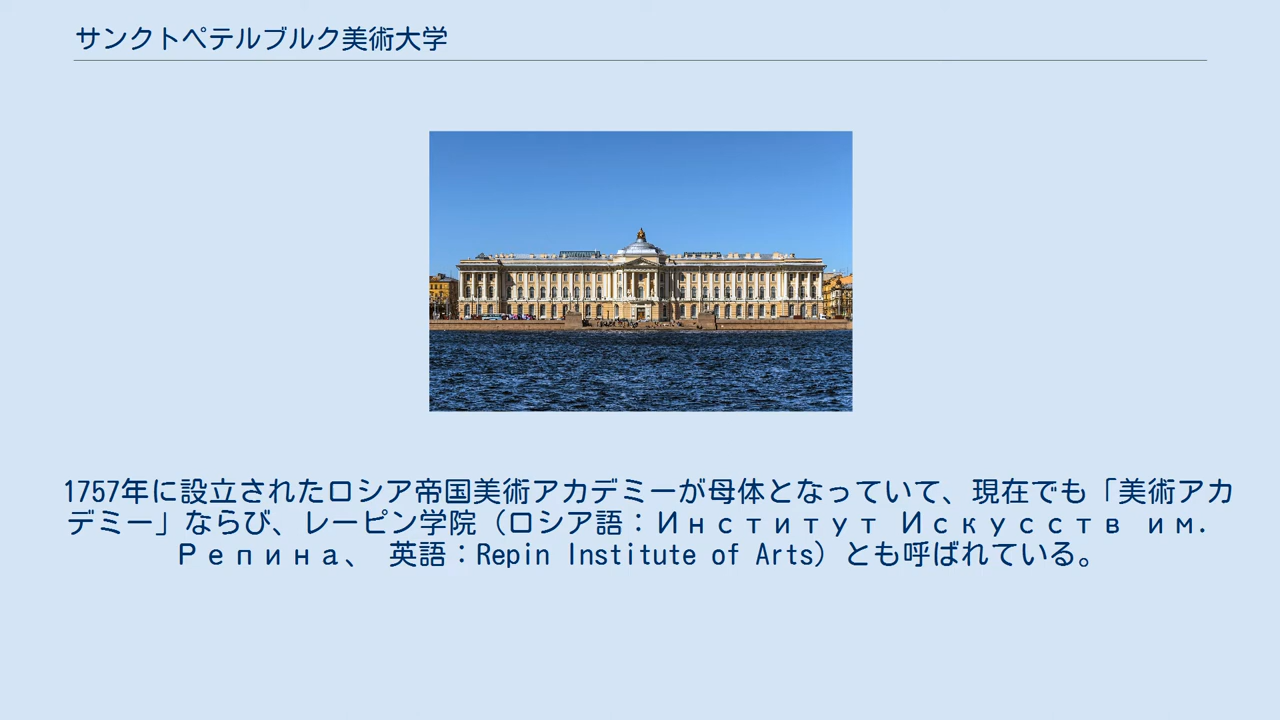 サンクトペテルブルク美術大学
1757年に設立されたロシア帝国美術アカデミーが母体となっていて、現在でも「美術アカ
デミー」ならび、レーピン学院（ロシア語：Институт Искусств им.
Репина、 英語：Repin Institute of Arts）とも呼ばれている。